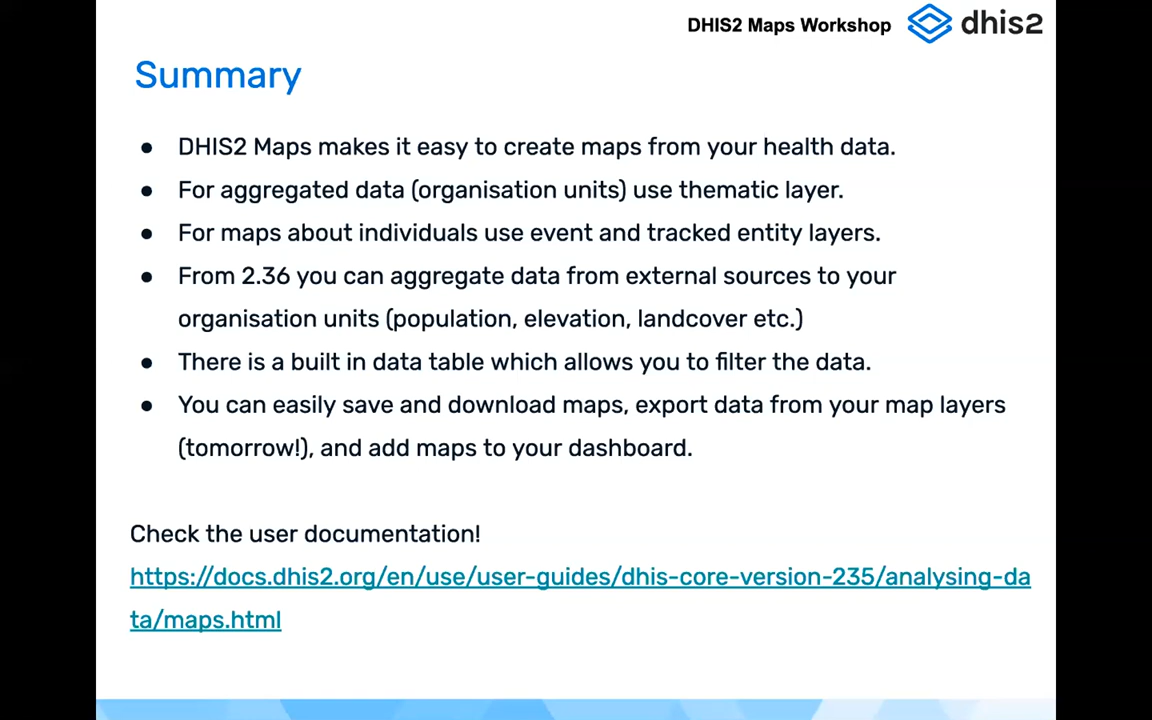 DHIS2 Maps Workshop
dhis2
Summary
● DHIS2 Maps makes it easy to create maps from your health data.
● For aggregated data (organisation units) use thematic layer.
● For maps about individuals use event and tracked entity layers.
● From 2.36 you can aggregate data from external sources to your
organisation units (population, elevation, landcover etc.)
● There is a built in data table which allows you to filter the data.
● You can easily save and download maps, export data from your map layers
(tomorrow!), and add maps to your dashboard.
Check the user documentation!
https://docs.dhis2.org/en/use/user-guides/dhis-core-version-235/analysing-da
ta/maps.html